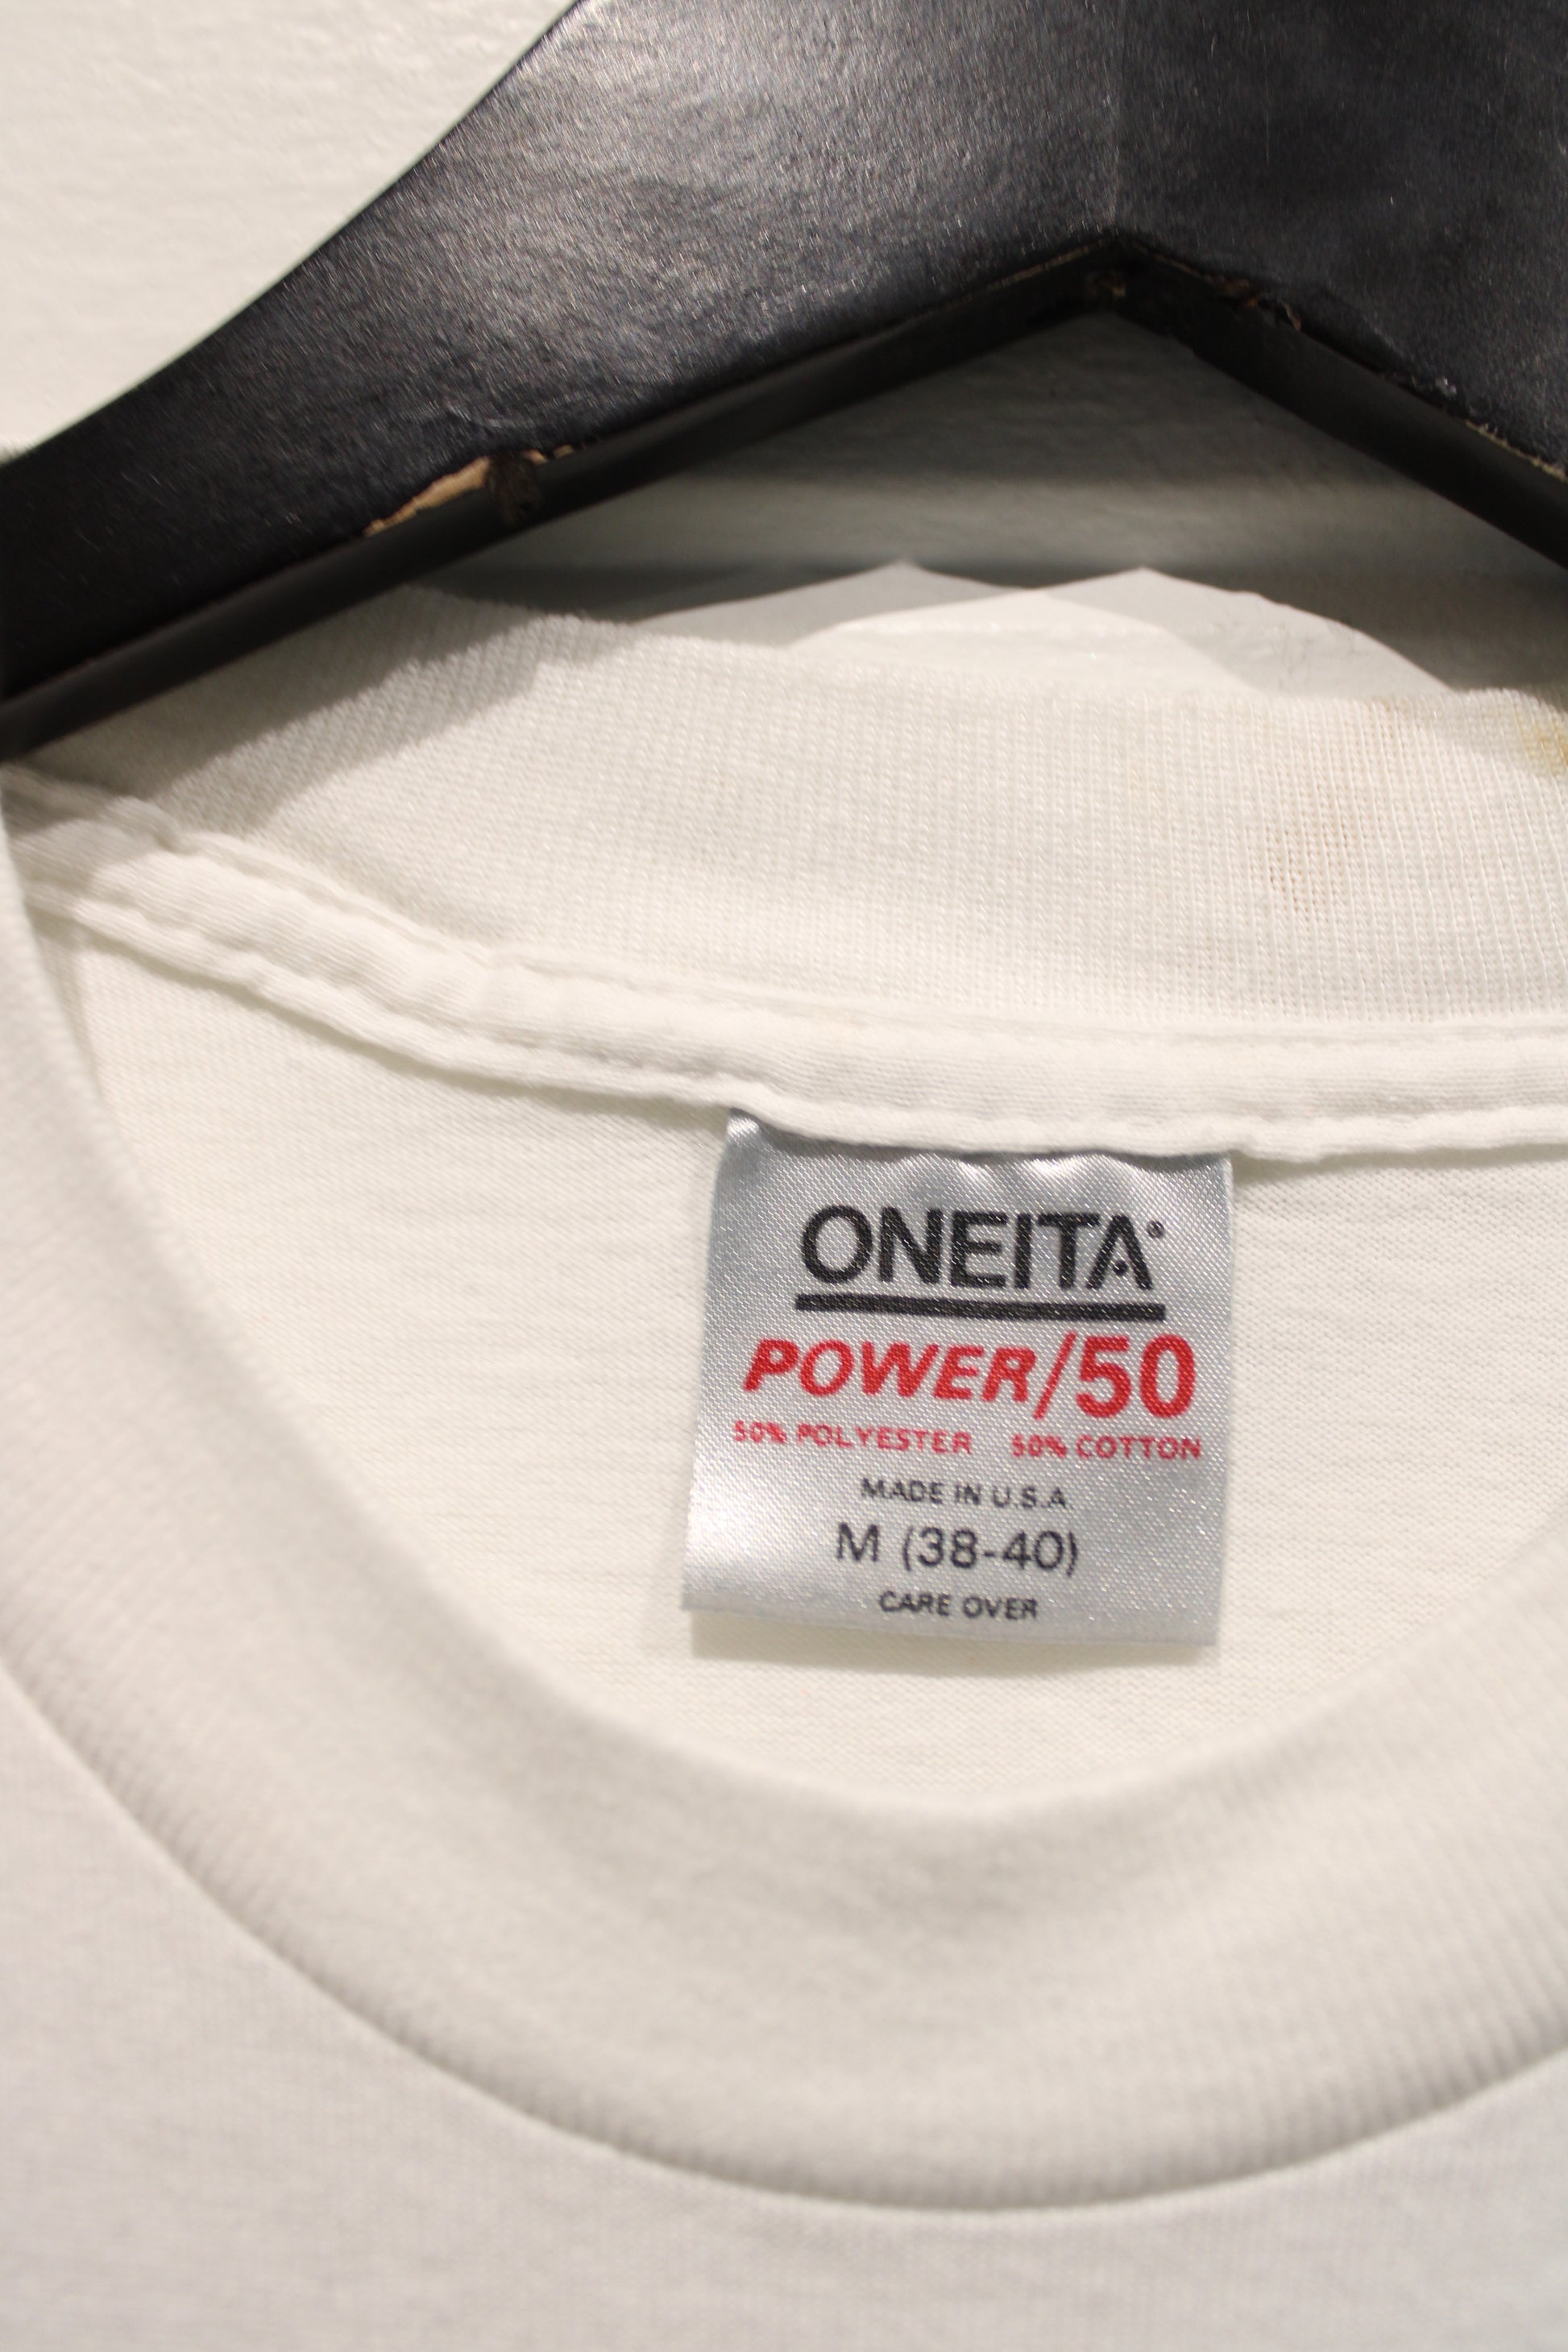 ONEITA®
POWER/50
50% POLYESTER 50% COTTON
MADE IN U.S.A
M (38-40)
CARE OVER